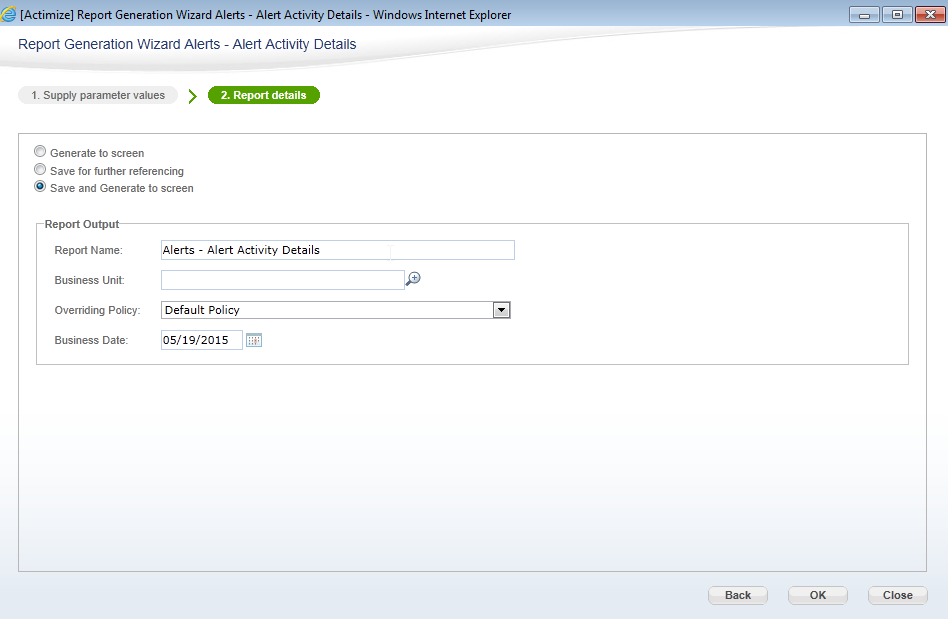 [Actimize] Report Generation Wizard Alerts - Alert Activity Details - Windows Internet Explorer
Report Generation Wizard Alerts - Alert Activity Details
1. Supply parameter values
2. Report details
Generate to screen
Save for further referencing
Save and Generate to screen
Report Output
Report Name: Alerts - Alert Activity Details
Business Unit:
Overriding Policy: Default Policy
Business Date: 05/19/2015
Back OK Close